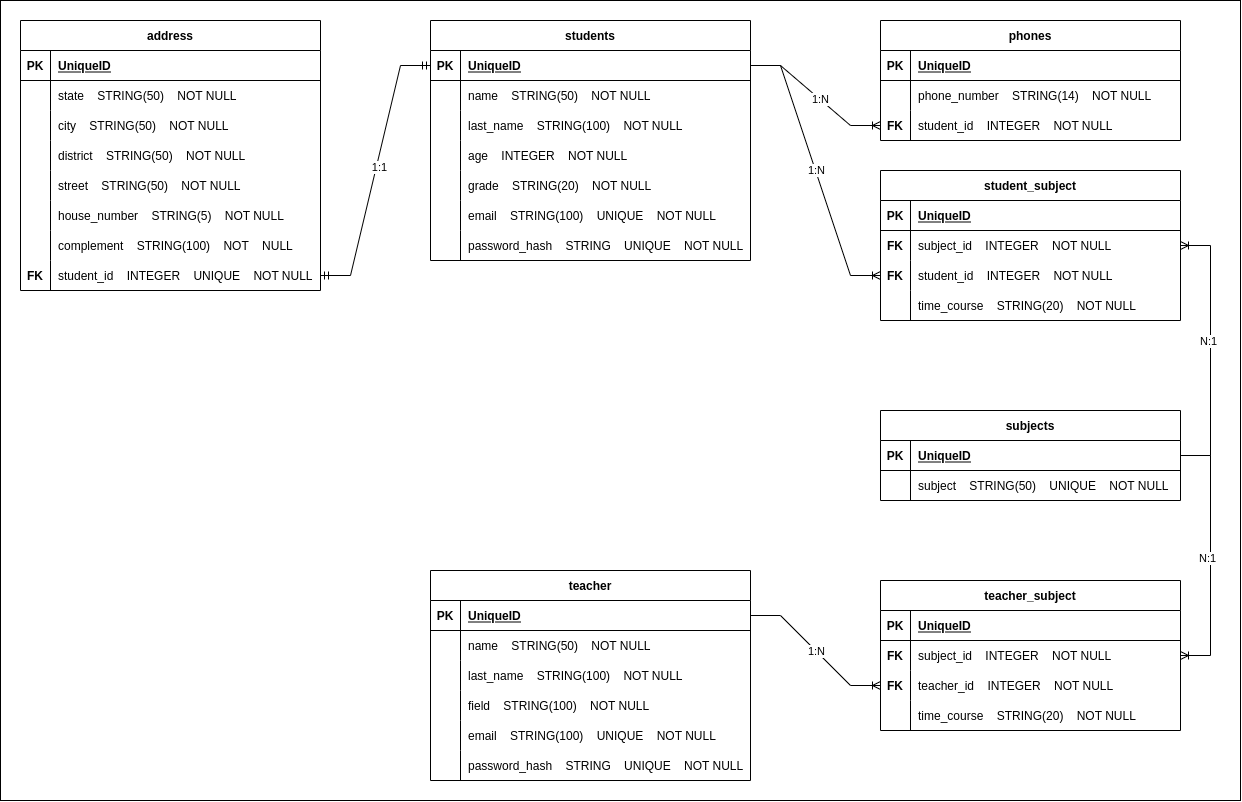 address
PK UniqueID
state STRING(50) NOT NULL
city STRING(50) NOT NULL
district STRING(50) NOT NULL
street STRING(50) NOT NULL
house_number STRING(5) NOT NULL
complement STRING(100) NOT NULL
FK student_id INTEGER UNIQUE NOT NULL
1:1
students
PK UniqueID
name STRING(50) NOT NULL
last_name STRING(100) NOT NULL
age INTEGER NOT NULL
grade STRING(20) NOT NULL
email STRING(100) UNIQUE NOT NULL
password_hash STRING UNIQUE NOT NULL
1:N
1:N
phones
PK UniqueID
phone_number STRING(14) NOT NULL
FK student_id INTEGER NOT NULL
student_subject
PK UniqueID
FK subject_id INTEGER NOT NULL
FK student_id INTEGER NOT NULL
time_course STRING(20) NOT NULL
N:1
subjects
PK UniqueID
subject STRING(50) UNIQUE NOT NULL
N:1
teacher
PK UniqueID
name STRING(50) NOT NULL
last_name STRING(100) NOT NULL
field STRING(100) NOT NULL
email STRING(100) UNIQUE NOT NULL
password_hash STRING UNIQUE NOT NULL
1:N
teacher_subject
PK UniqueID
FK subject_id INTEGER NOT NULL
FK teacher_id INTEGER NOT NULL
time_course STRING(20) NOT NULL